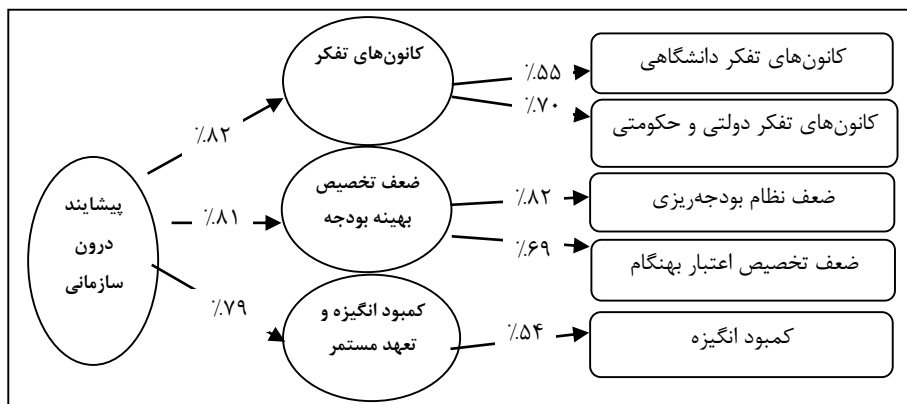 پیشایند
درون
سازمانی
٪۸۲
٪۸۱
٪۷۹
کانون‌های تفکر
ضعف تخصیص
بهینه بودجه
کمبود انگیزه و
تعهد مستمر
٪۵۵
٪۷۰
٪۸۲
٪۶۹
٪۵۴
کانون‌های تفکر دانشگاهی
کانون‌های تفکر دولتی و حکومتی
ضعف نظام بودجه‌ریزی
ضعف تخصیص اعتبار بهنگام
کمبود انگیزه